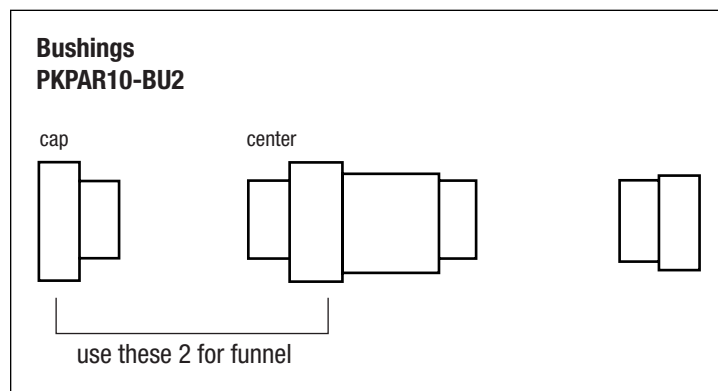 Bushings
PKPAR10-BU2
cap
center
use these 2 for funnel